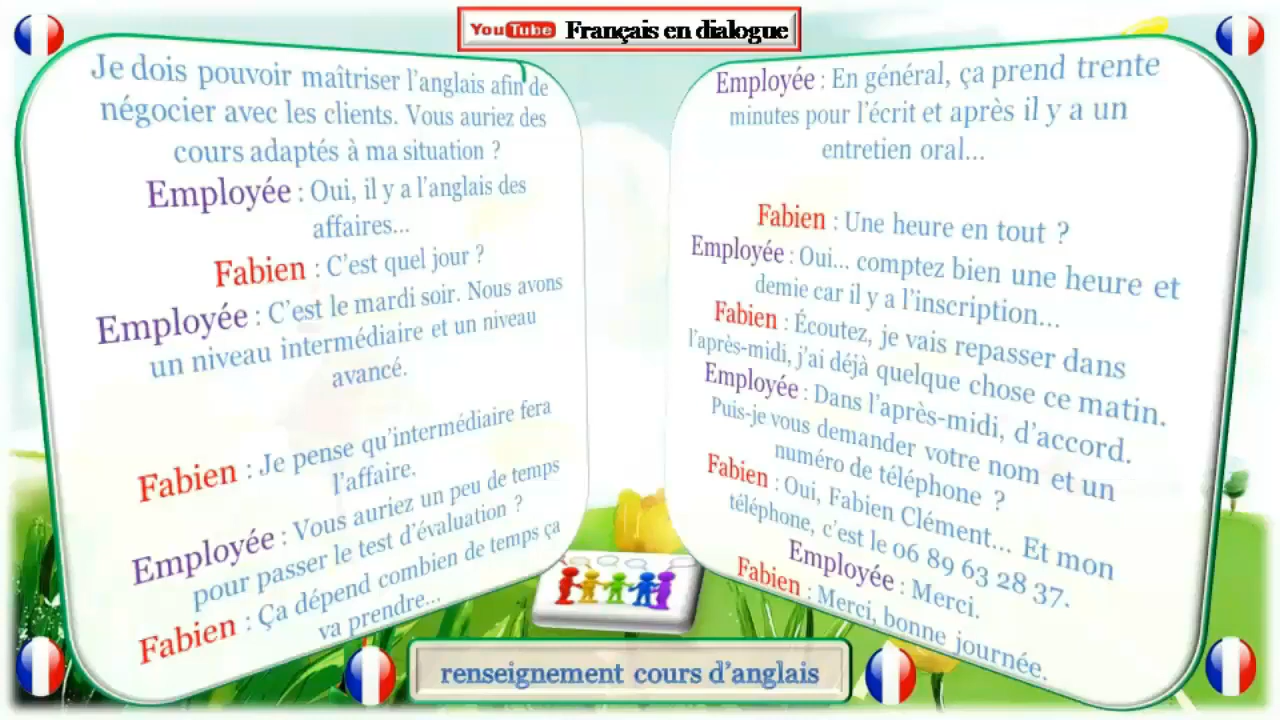 YouTube Français en dialogue
Je dois pouvoir maîtriser l'anglais afin de
négocier avec les clients. Vous auriez des
cours adaptés à ma situation ?
Employée : Oui, il y a l'anglais des
affaires...
Fabien : C'est quel jour ?
Employée : C'est le mardi soir. Nous avons
un niveau intermédiaire et un niveau
avancé.
Fabien : Je pense qu'intermédiaire fera
l'affaire.
Employée : Vous auriez un peu de temps
pour passer le test d'évaluation ?
Fabien : Ça dépend combien de temps ça
va prendre...
Employée : En général, ça prend trente
minutes pour l'écrit et après il y a un
entretien oral...
Fabien : Une heure en tout ?
Employée : Oui... comptez bien une heure et
demie car il y a l'inscription...
Fabien : Écoutez, je vais repasser dans
l'après-midi, j'ai déjà quelque chose ce matin.
Employée : Dans l'après-midi, d'accord.
Puis-je vous demander votre nom et un
numéro de téléphone ?
Fabien : Oui, Fabien Clément... Et mon
téléphone, c'est le 06 89 63 28 37.
Employée : Merci.
Fabien : Merci, bonne journée.
renseignement cours d'anglais